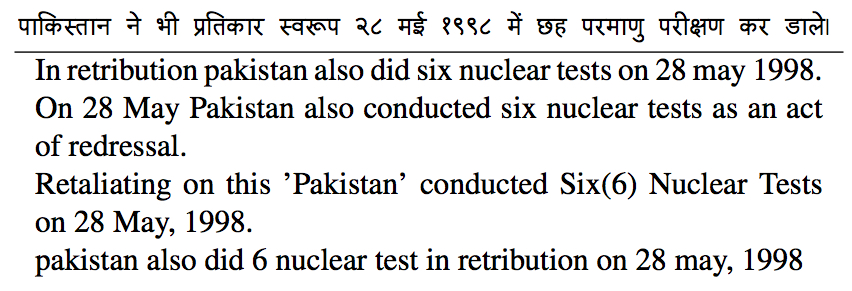 पाकिस्तान ने भी प्रतिकार स्वरूप २८ मई १९९८ में छह परमाणु परीक्षण कर डाले।
In retribution pakistan also did six nuclear tests on 28 may 1998.
On 28 May Pakistan also conducted six nuclear tests as an act
of redressal.
Retaliating on this ’Pakistan’ conducted Six(6) Nuclear Tests
on 28 May, 1998.
pakistan also did 6 nuclear test in retribution on 28 may, 1998